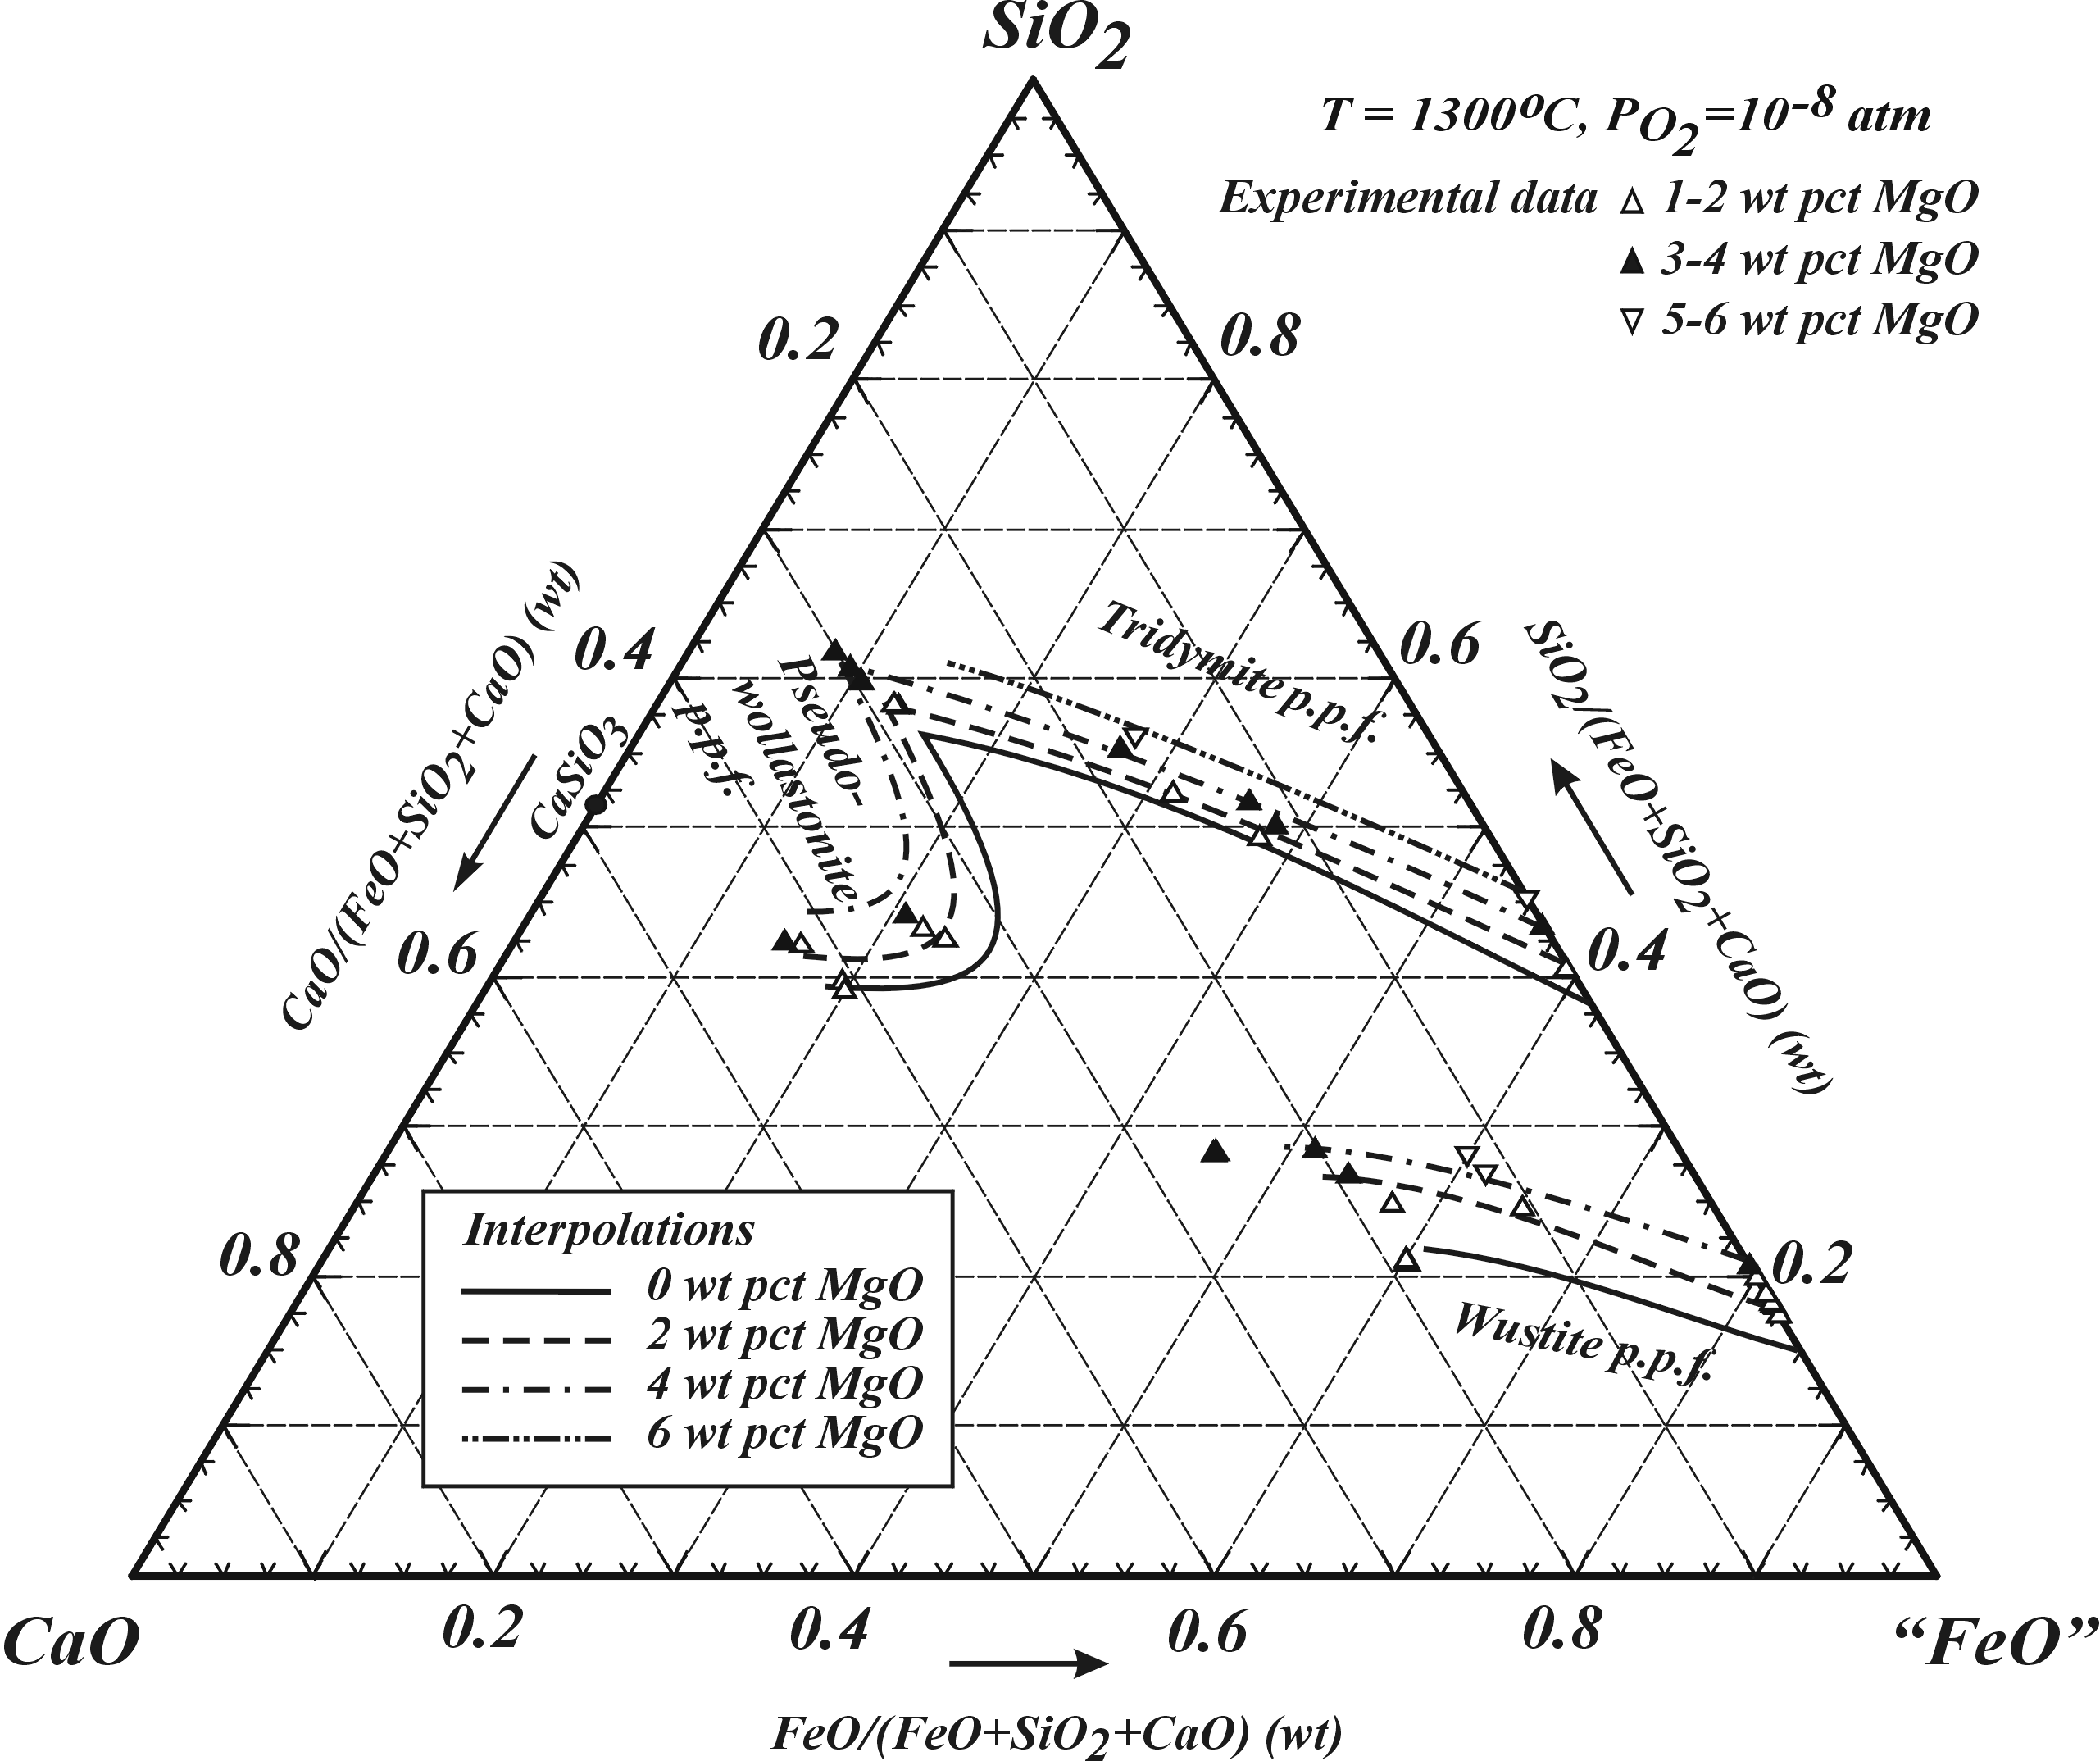 SiO2
T = 1300ºC, PO2=10-8 atm
Experimental data △ 1-2 wt pct MgO
▲ 3-4 wt pct MgO
▽ 5-6 wt pct MgO
0.2
0.8
0.4
0.6
CaO/(FeO+SiO2+CaO) (wt)
SiO2/(FeO+SiO2+CaO) (wt)
CaSiO3
Pseudo-
wollastonite
p.p.f.
Tridymite p.p.f.
0.6
0.4
0.8
0.2
Interpolations
0 wt pct MgO
2 wt pct MgO
4 wt pct MgO
6 wt pct MgO
Wustite p.p.f.
CaO
0.2
0.4
0.6
0.8
“FeO”
FeO/(FeO+SiO2+CaO) (wt)